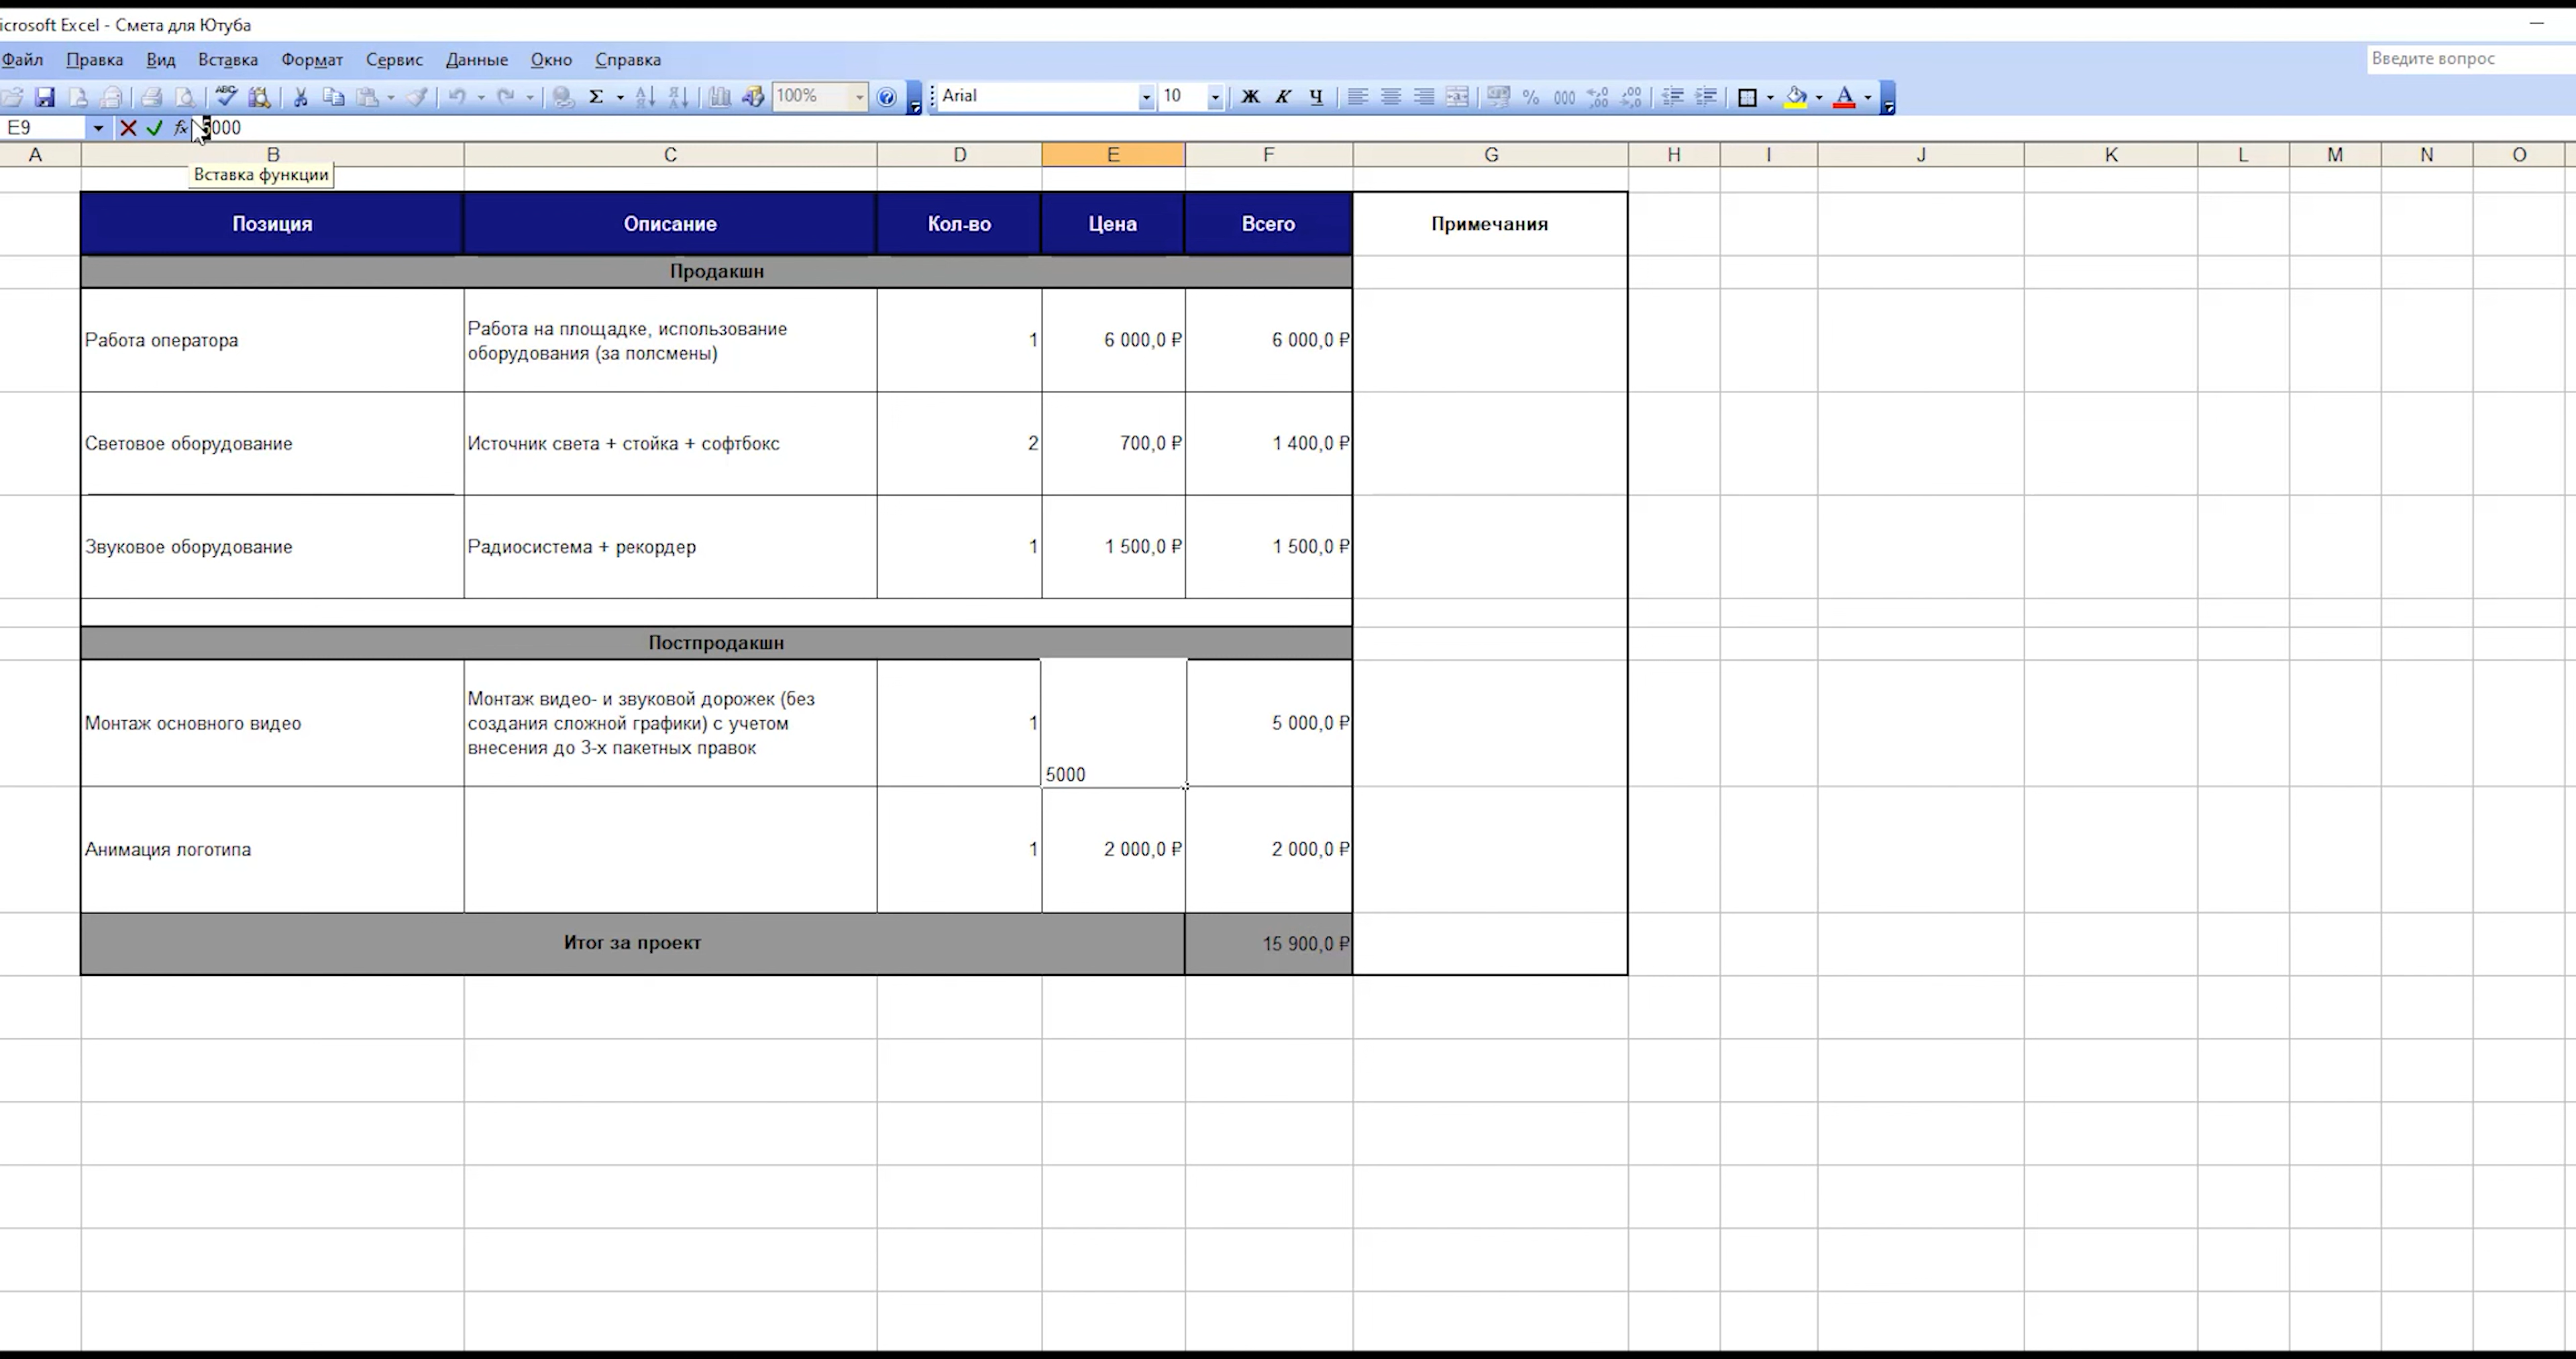 icrosoft Excel - Смета для Ютуба
Файл Правка Вид Вставка Формат Сервис Данные Окно Справка Введите вопрос
100% Arial 10 Ж К Ч
E9 5000
A B C D E F G H I J K L M N O
Вставка функции
Позиция Описание Кол-во Цена Всего Примечания
Продакшн
Работа оператора Работа на площадке, использование
оборудования (за полсмены) 1 6 000,0 ₽ 6 000,0 ₽
Световое оборудование Источник света + стойка + софтбокс 2 700,0 ₽ 1 400,0 ₽
Звуковое оборудование Радиосистема + рекордер 1 1 500,0 ₽ 1 500,0 ₽
Постпродакшн
Монтаж основного видео Монтаж видео- и звуковой дорожек (без
создания сложной графики) с учетом
внесения до 3-х пакетных правок 1 5000 5 000,0 ₽
Анимация логотипа 1 2 000,0 ₽ 2 000,0 ₽
Итог за проект 15 900,0 ₽